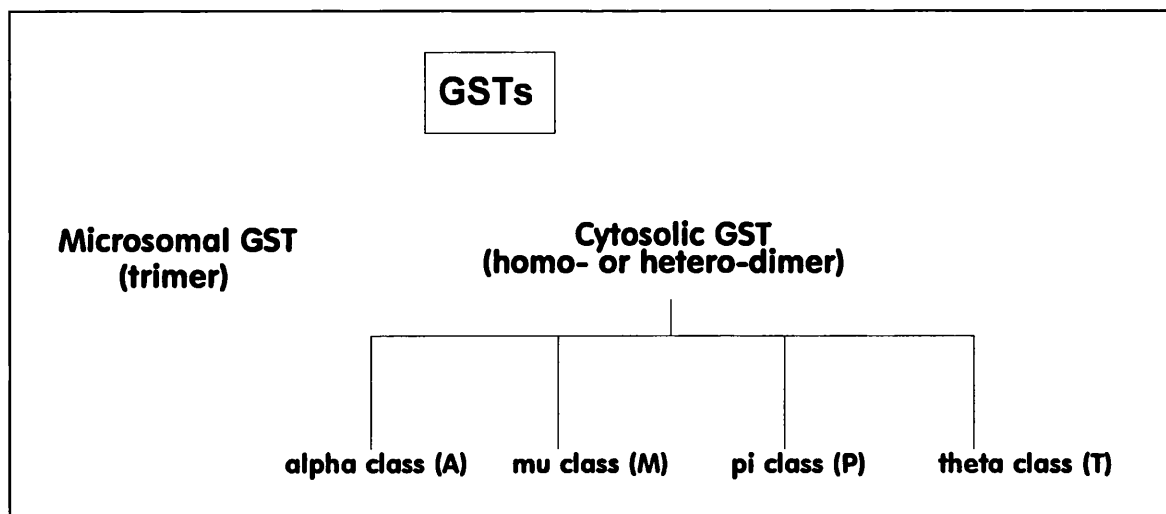 GSTs
Microsomal GST
(trimer)
Cytosolic GST
(homo- or hetero-dimer)
alpha class (A)
mu class (M)
pi class (P)
theta class (T)